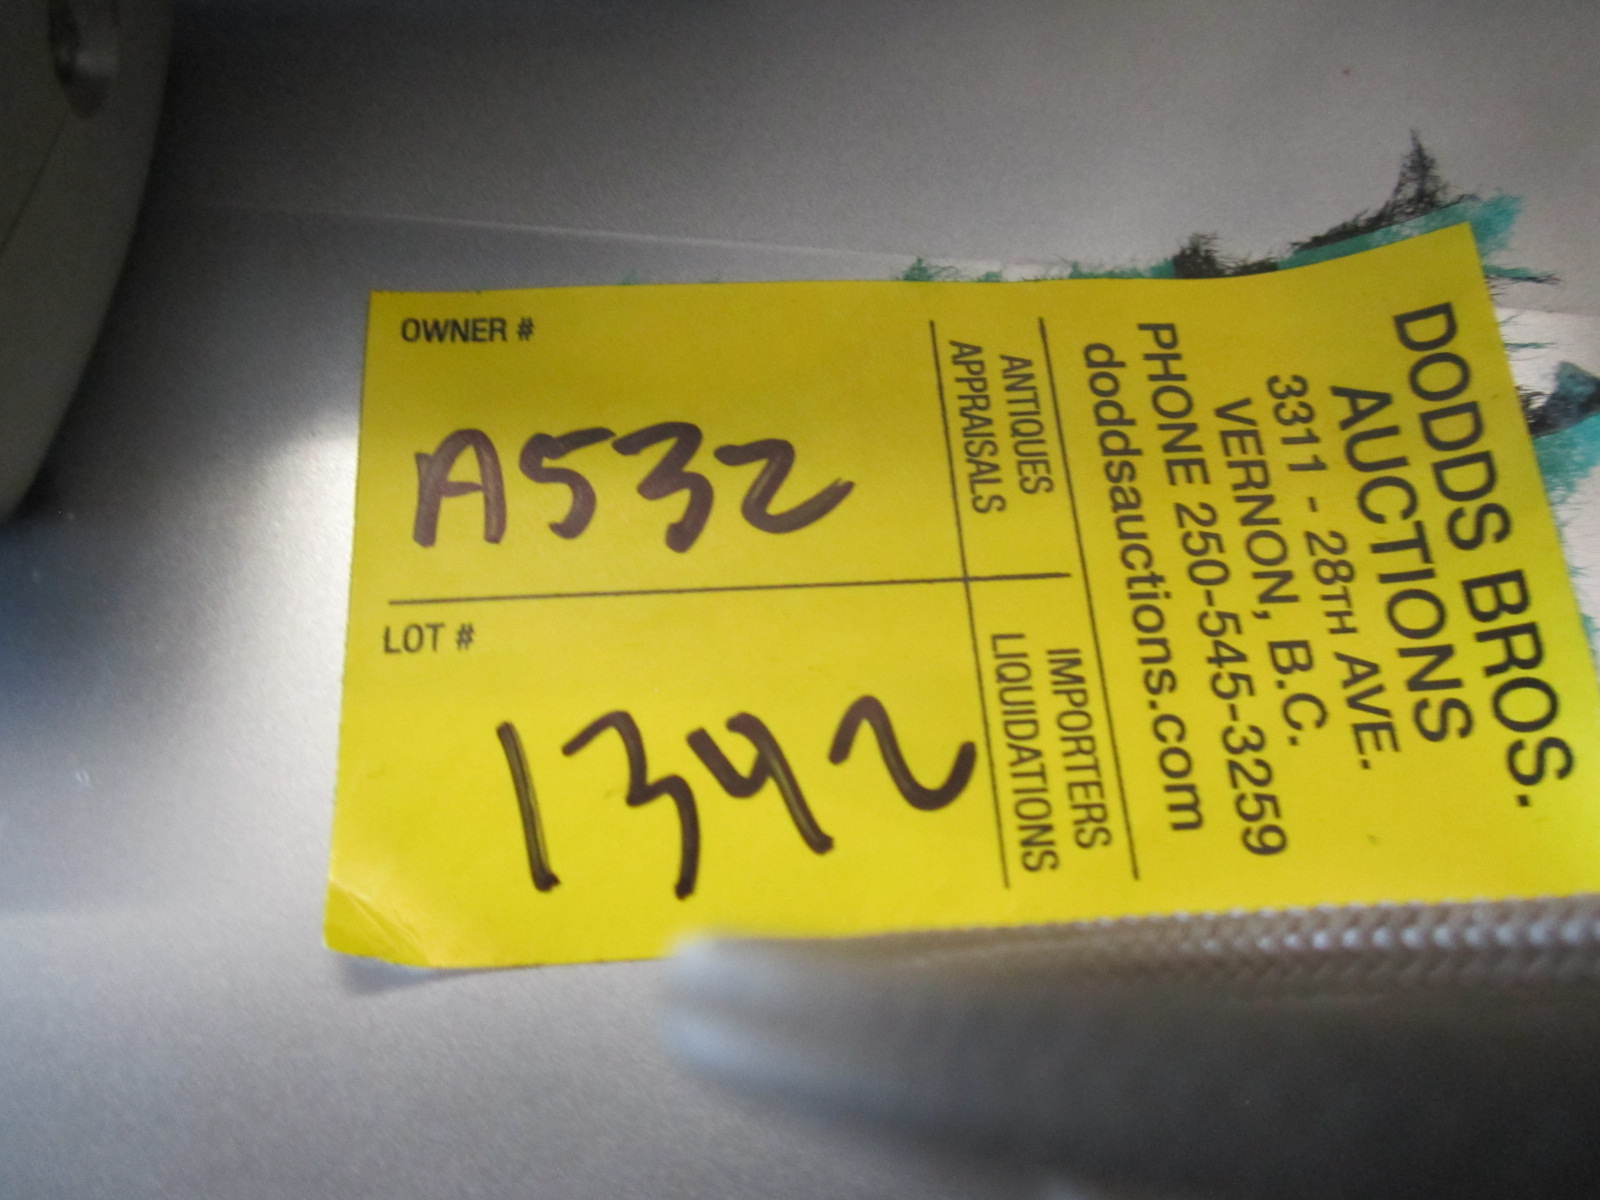 DODDS BROS.
AUCTIONS
3311 - 28TH AVE.
VERNON, B.C.
PHONE 250-545-3259
doddsauctions.com
ANTIQUES
APPRAISALS
IMPORTERS
LIQUIDATIONS
OWNER #
A532
LOT #
1342